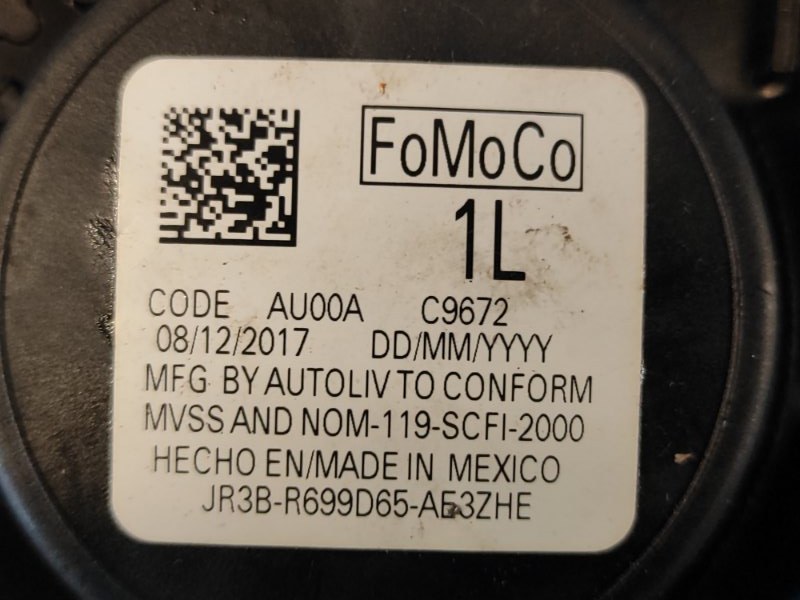 FoMoCo
1L
CODE AU00A C9672
08/12/2017 DD/MM/YYYY
MFG BY AUTOLIV TO CONFORM
MVSS AND NOM-119-SCFI-2000
HECHO EN/MADE IN MEXICO
JR3B-R699D65-AE3ZHE